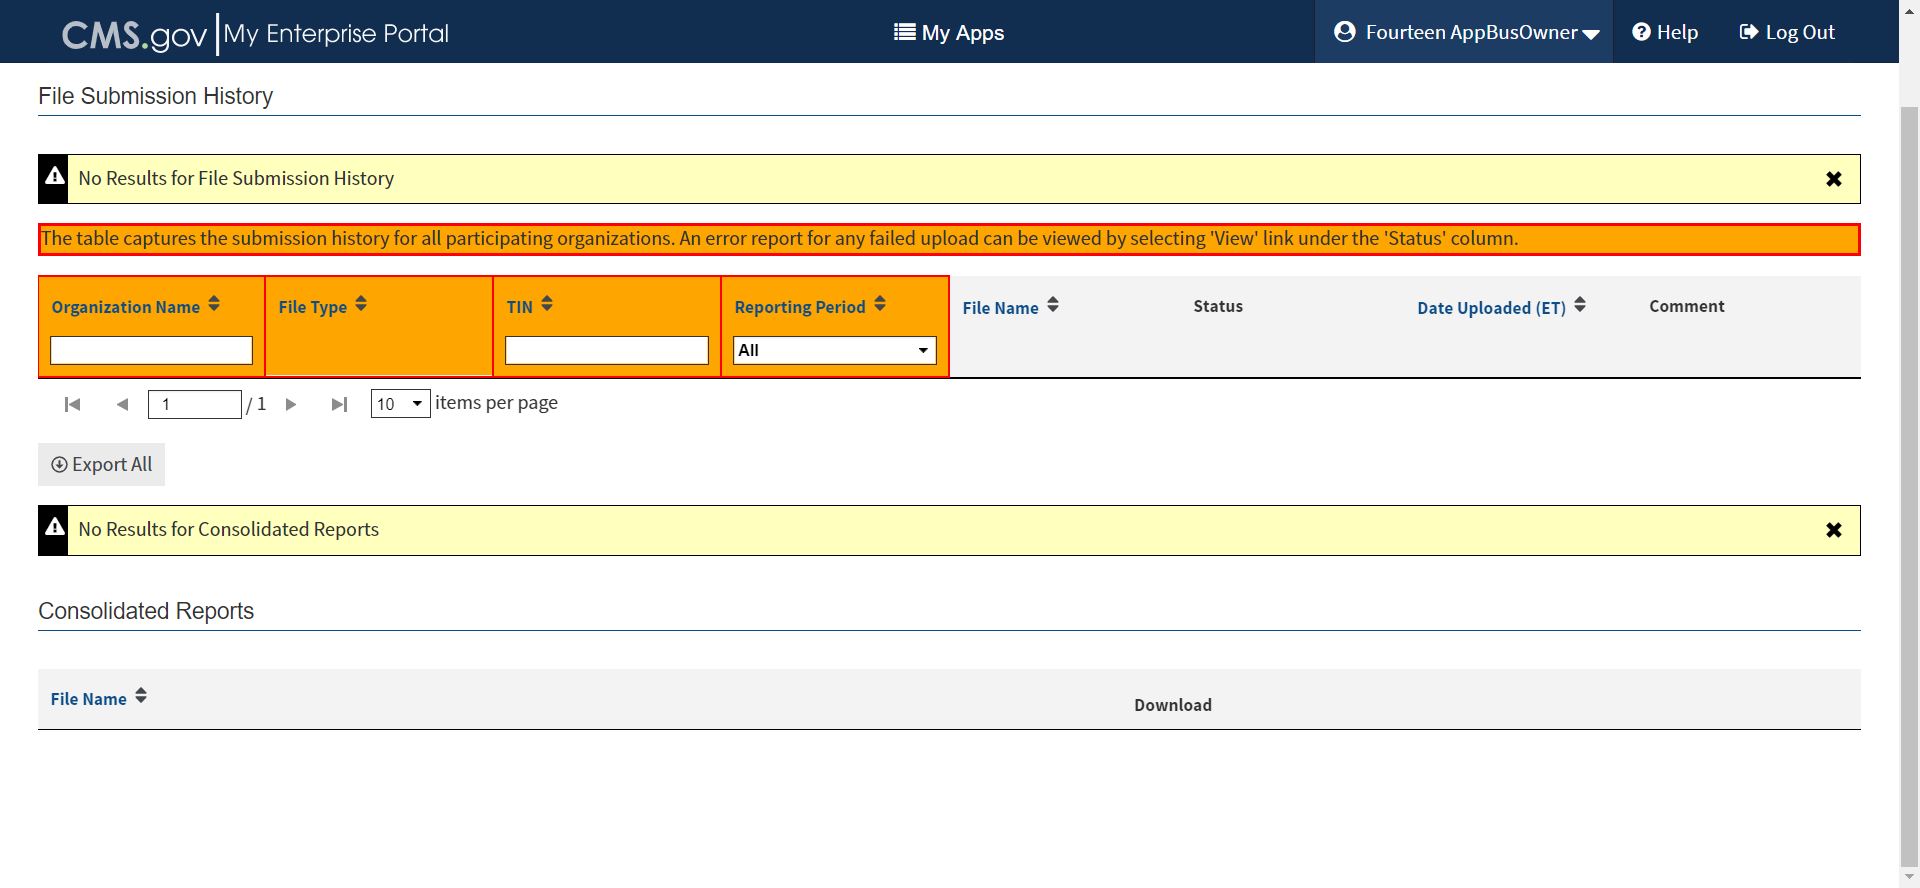 CMS.gov My Enterprise Portal
My Apps
Fourteen AppBusOwner
Help
Log Out
File Submission History
No Results for File Submission History
The table captures the submission history for all participating organizations. An error report for any failed upload can be viewed by selecting 'View' link under the 'Status' column.
Organization Name
File Type
TIN
Reporting Period
File Name
Status
Date Uploaded (ET)
Comment
All
1 / 1
10 items per page
Export All
No Results for Consolidated Reports
Consolidated Reports
File Name
Download